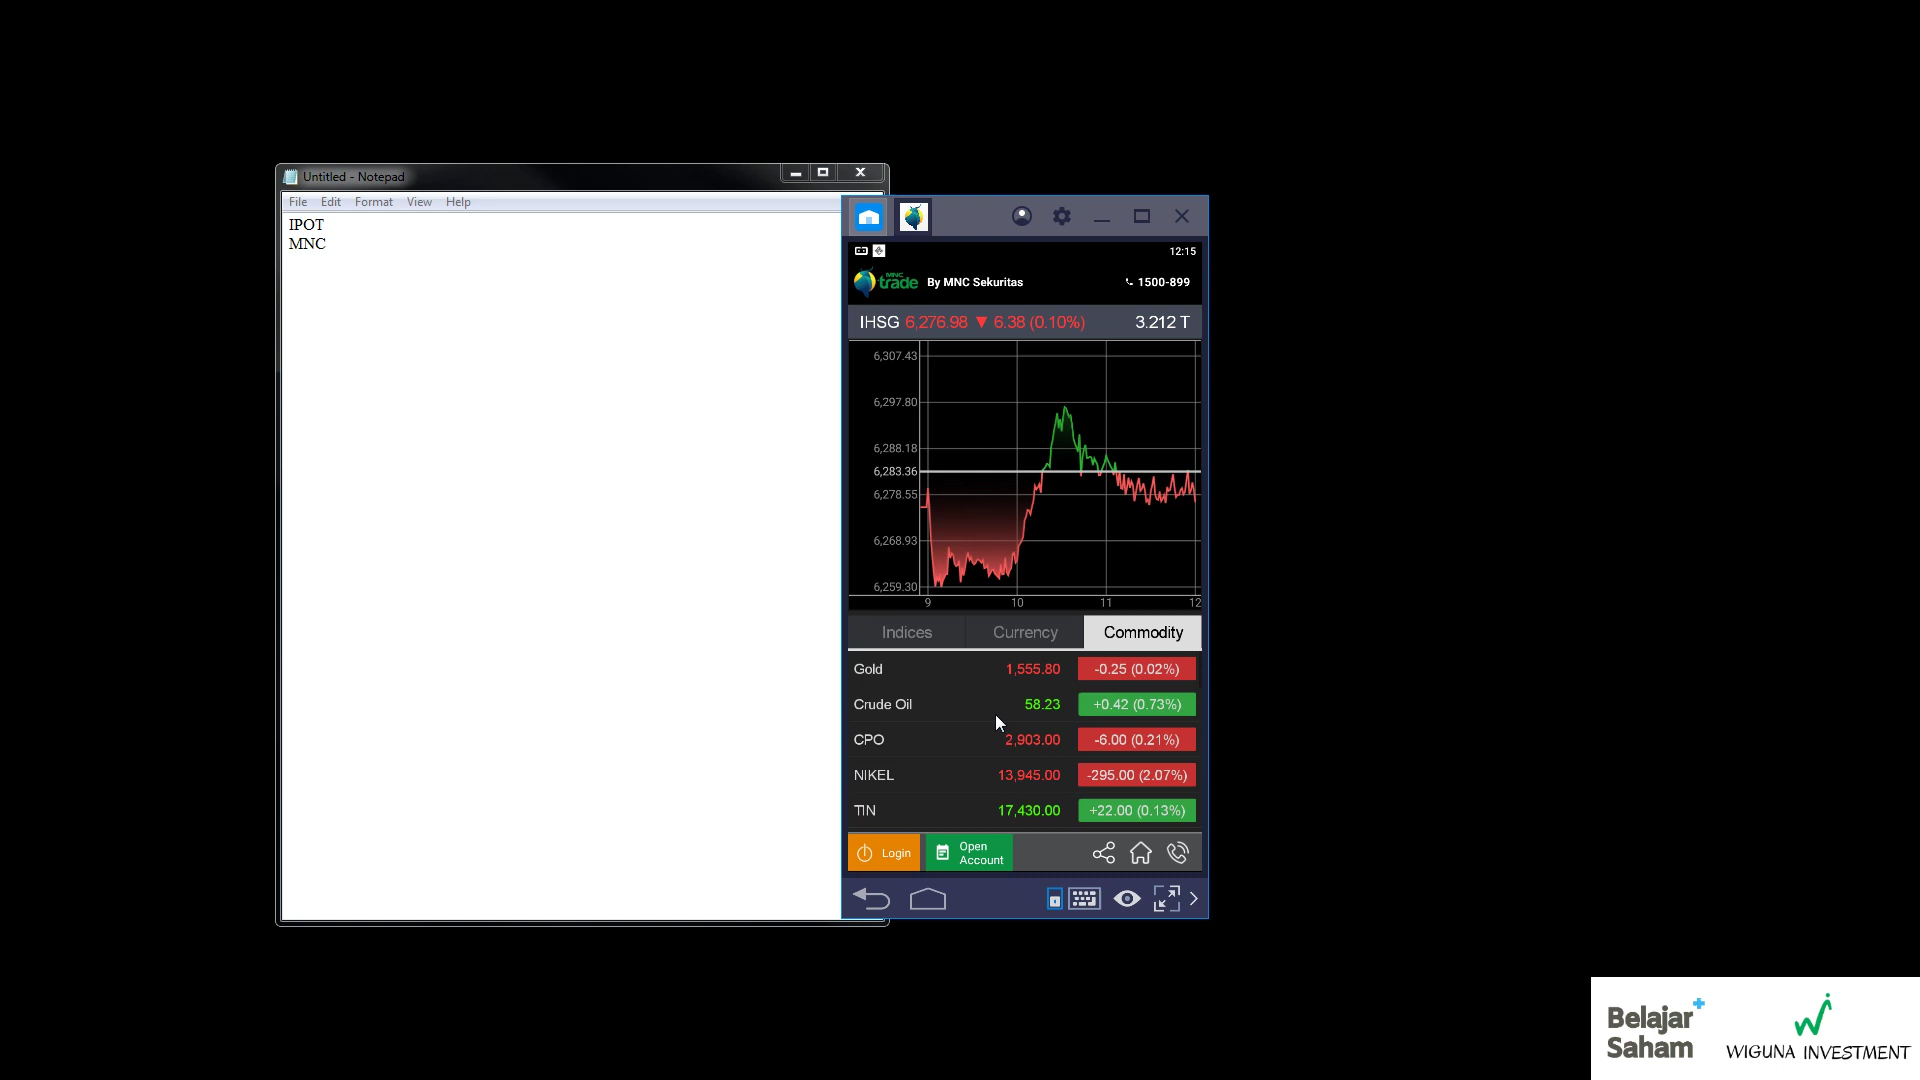 Untitled - Notepad
File Edit Format View Help
IPOT
MNC
12:15
MNC trade By MNC Sekuritas 1500-899
IHSG 6,276.98 ▼ 6.38 (0.10%) 3.212 T
6,307.43
6,297.80
6,288.18
6,283.36
6,278.55
6,268.93
6,259.30
9 10 11 12
Indices Currency Commodity
Gold 1,555.80 -0.25 (0.02%)
Crude Oil 58.23 +0.42 (0.73%)
CPO 2,903.00 -6.00 (0.21%)
NIKEL 13,945.00 -295.00 (2.07%)
TIN 17,430.00 +22.00 (0.13%)
Login Open Account
Belajar+
Saham
WIGUNA INVESTMENT